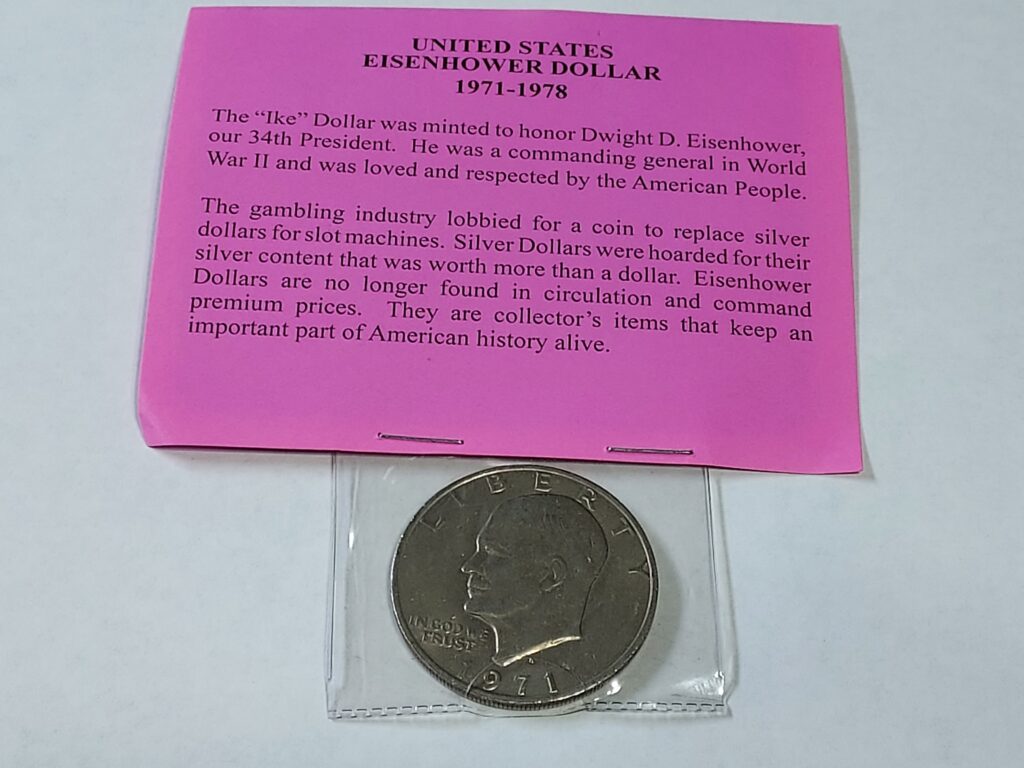 UNITED STATES
EISENHOWER DOLLAR
1971-1978
The “Ike” Dollar was minted to honor Dwight D. Eisenhower,
our 34th President. He was a commanding general in World
War II and was loved and respected by the American People.
The gambling industry lobbied for a coin to replace silver
dollars for slot machines. Silver Dollars were hoarded for their
silver content that was worth more than a dollar. Eisenhower
Dollars are no longer found in circulation and command
premium prices. They are collector’s items that keep an
important part of American history alive.
LIBERTY
IN GOD WE
TRUST
1971